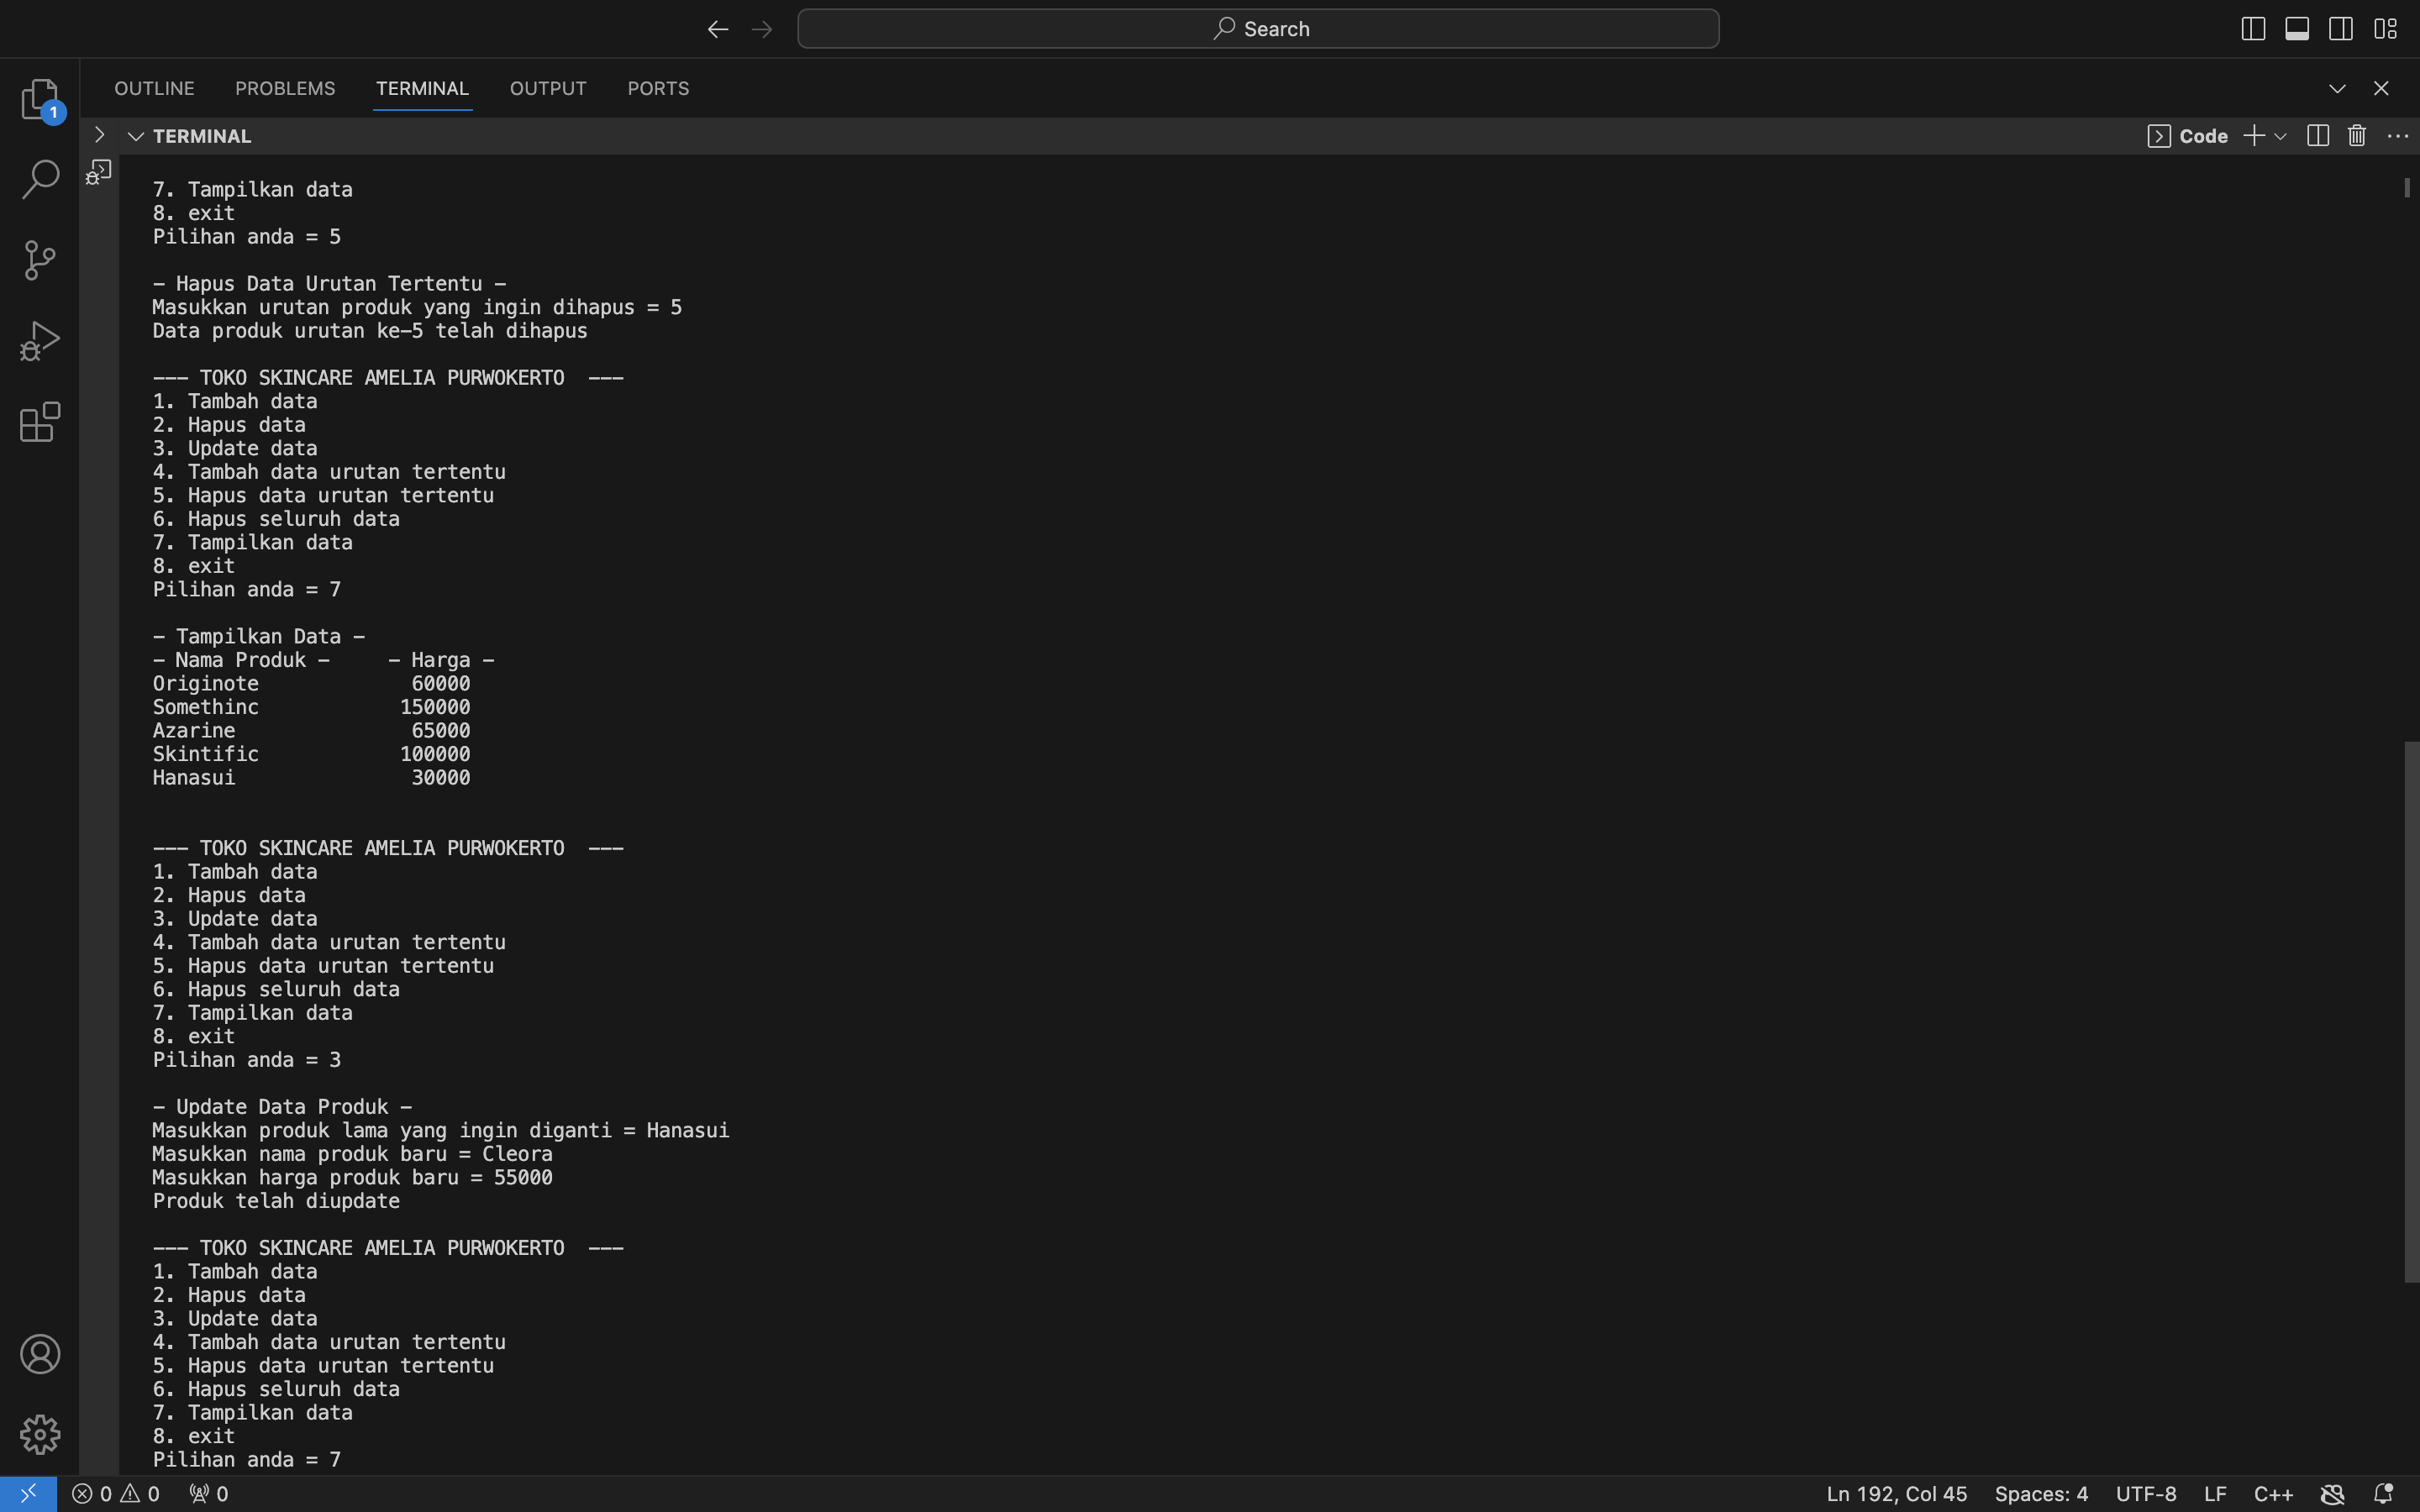 Search
OUTLINE PROBLEMS TERMINAL OUTPUT PORTS
1
TERMINAL
Code
7. Tampilkan data
8. exit
Pilihan anda = 5
- Hapus Data Urutan Tertentu -
Masukkan urutan produk yang ingin dihapus = 5
Data produk urutan ke-5 telah dihapus
--- TOKO SKINCARE AMELIA PURWOKERTO  ---
1. Tambah data
2. Hapus data
3. Update data
4. Tambah data urutan tertentu
5. Hapus data urutan tertentu
6. Hapus seluruh data
7. Tampilkan data
8. exit
Pilihan anda = 7
- Tampilkan Data -
- Nama Produk -     - Harga -
Originote             60000
Somethinc            150000
Azarine               65000
Skintific            100000
Hanasui               30000
--- TOKO SKINCARE AMELIA PURWOKERTO  ---
1. Tambah data
2. Hapus data
3. Update data
4. Tambah data urutan tertentu
5. Hapus data urutan tertentu
6. Hapus seluruh data
7. Tampilkan data
8. exit
Pilihan anda = 3
- Update Data Produk -
Masukkan produk lama yang ingin diganti = Hanasui
Masukkan nama produk baru = Cleora
Masukkan harga produk baru = 55000
Produk telah diupdate
--- TOKO SKINCARE AMELIA PURWOKERTO  ---
1. Tambah data
2. Hapus data
3. Update data
4. Tambah data urutan tertentu
5. Hapus data urutan tertentu
6. Hapus seluruh data
7. Tampilkan data
8. exit
Pilihan anda = 7
0 0 0 Ln 192, Col 45 Spaces: 4 UTF-8 LF C++